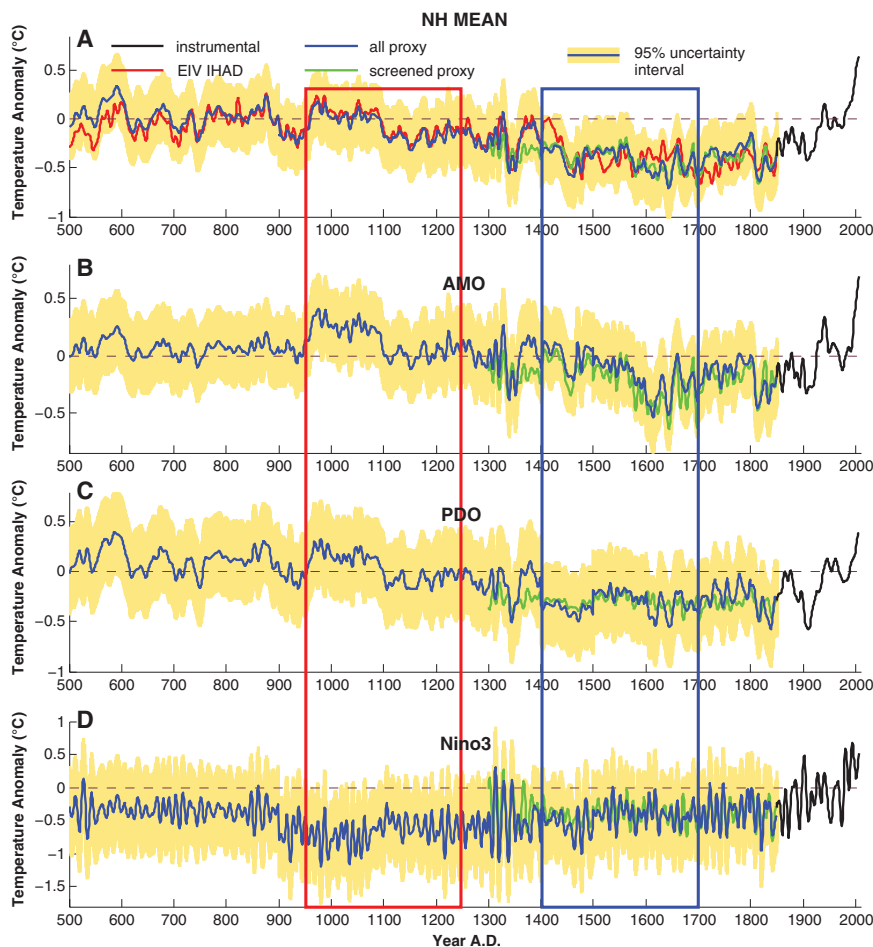 NH MEAN
A
instrumental
all proxy
95% uncertainty
interval
EIV IHAD
screened proxy
Temperature Anomaly (°C)
0.5
0
−0.5
−1
500 600 700 800 900 1000 1100 1200 1300 1400 1500 1600 1700 1800 1900 2000
B
AMO
Temperature Anomaly (°C)
0.5
0
−0.5
500 600 700 800 900 1000 1100 1200 1300 1400 1500 1600 1700 1800 1900 2000
C
PDO
Temperature Anomaly (°C)
0.5
0
−0.5
−1
500 600 700 800 900 1000 1100 1200 1300 1400 1500 1600 1700 1800 1900 2000
D
Nino3
Temperature Anomaly (°C)
1
0.5
0
−0.5
−1
−1.5
500 600 700 800 900 1000 1100 1200 1300 1400 1500 1600 1700 1800 1900 2000
Year A.D.